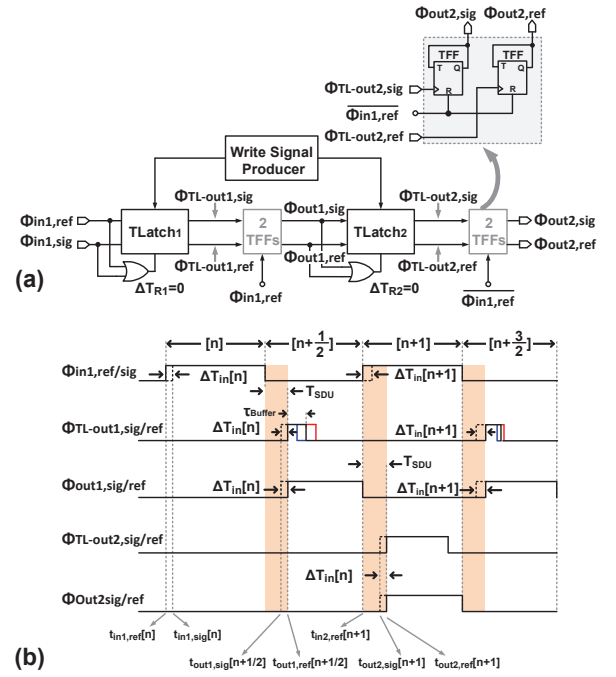 Φout2,sig Φout2,ref
(a)
TFF TFF
T Q T Q
R R
ΦTL-out2,sig
Φin1,ref
ΦTL-out2,ref
Write Signal
Producer
ΦTL-out1,sig
ΦTL-out2,sig
Φin1,ref
Φin1,sig
TLatch1
2
TFFs
Φout1,sig
TLatch2
2
TFFs
Φout2,sig
Φout2,ref
ΦTL-out1,ref
Φout1,ref
ΦTL-out2,ref
ΔTR1=0
Φin1,ref
ΔTR2=0
Φin1,ref
[n] [n+1/2] [n+1] [n+3/2]
Φin1,ref/sig
ΔTin[n]
ΔTin[n+1]
TSDU
τBuffer
ΦTL-out1,sig/ref
ΔTin[n]
ΔTin[n+1]
TSDU
Φout1,sig/ref
ΔTin[n]
ΔTin[n+1]
ΦTL-out2,sig/ref
ΔTin[n]
ΦOut2sig/ref
tin1,ref[n] tin1,sig[n] tin2,ref[n+1]
(b)
tout1,sig[n+1/2] tout1,ref[n+1/2] tout2,sig[n+1] tout2,ref[n+1]